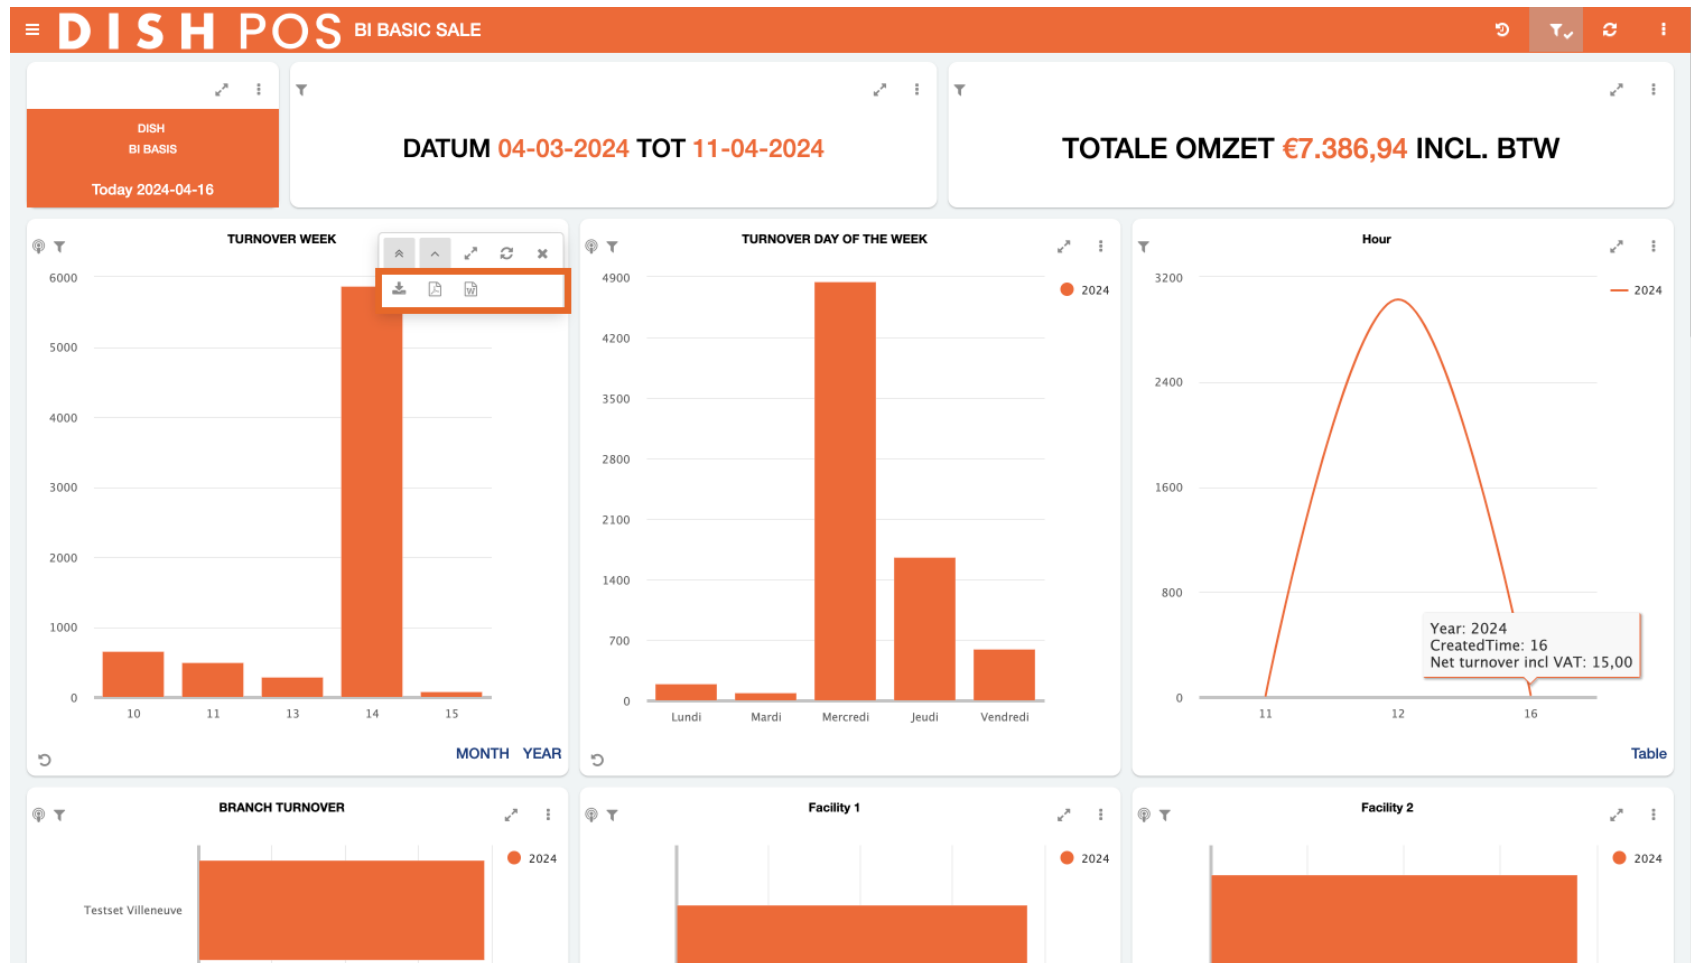 DISH POS BI BASIC SALE
DISH
BI BASIS
Today 2024-04-16
DATUM 04-03-2024 TOT 11-04-2024
TOTALE OMZET €7.386,94 INCL. BTW
TURNOVER WEEK
6000
5000
4000
3000
2000
1000
0
10 11 13 14 15
MONTH YEAR
TURNOVER DAY OF THE WEEK
2024
4900
4200
3500
2800
2100
1400
700
0
Lundi Mardi Mercredi Jeudi Vendredi
Hour
2024
3200
2400
1600
800
0
Year: 2024
CreatedTime: 16
Net turnover incl VAT: 15,00
11 12 16
Table
BRANCH TURNOVER
2024
Testset Villeneuve
Facility 1
2024
Facility 2
2024